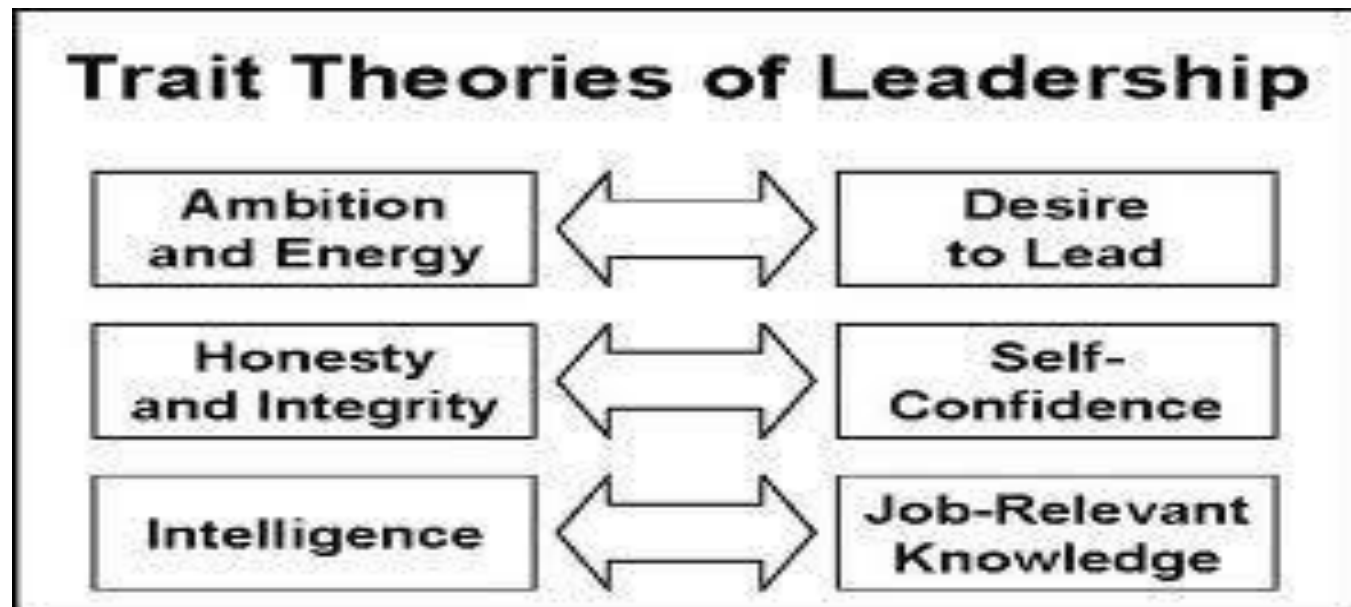 Trait Theories of Leadership
Ambition
and Energy
Desire
to Lead
Honesty
and Integrity
Self-
Confidence
Intelligence
Job-Relevant
Knowledge